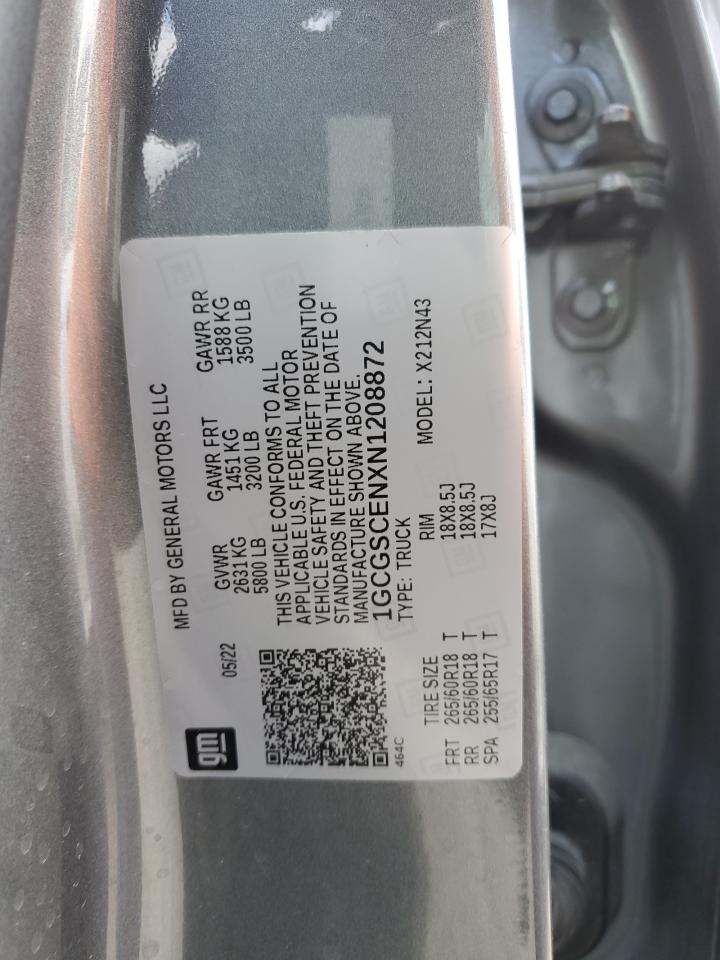 gm
MFD BY GENERAL MOTORS LLC
05/22
GVWR GAWR FRT GAWR RR
2631 KG 1451 KG 1588 KG
5800 LB 3200 LB 3500 LB
THIS VEHICLE CONFORMS TO ALL
APPLICABLE U.S. FEDERAL MOTOR
VEHICLE SAFETY AND THEFT PREVENTION
STANDARDS IN EFFECT ON THE DATE OF
MANUFACTURE SHOWN ABOVE.
1GCGSCENXN1208872
464C
TYPE: TRUCK MODEL: X212N43
TIRE SIZE RIM
FRT 265/60R18 T 18X8.5J
RR 265/60R18 T 18X8.5J
SPA 255/65R17 T 17X8J